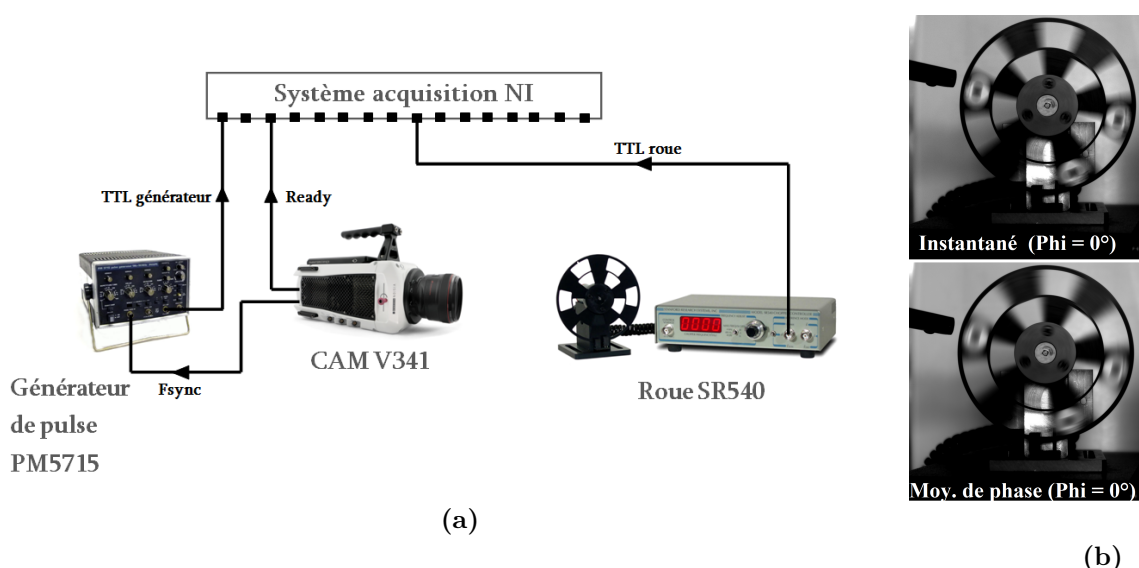 Système acquisition NI
TTL roue
TTL générateur
Ready
CAM V341
Fsync
Générateur
de pulse
PM5715
Roue SR540
Instantané (Phi = 0°)
Moy. de phase (Phi = 0°)
(a)
(b)